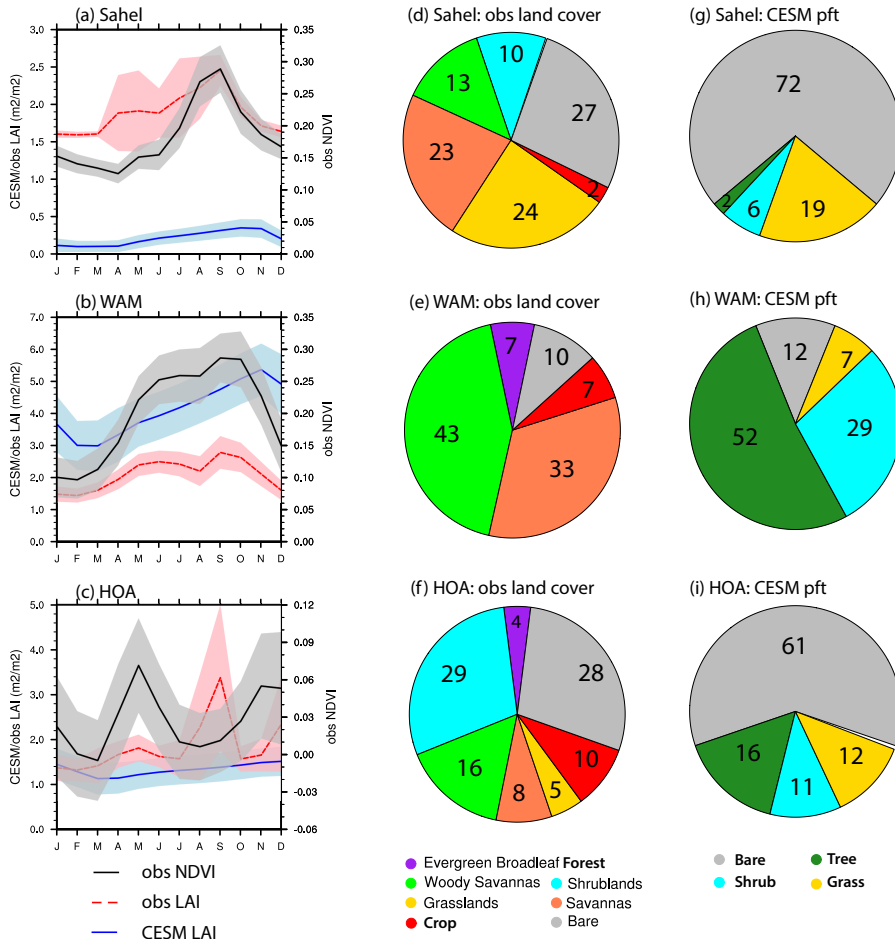 (a) Sahel
3.0
2.5
2.0
1.5
1.0
0.5
0.0
CESM/obs LAI (m2/m2)
0.35
0.30
0.25
0.20
0.15
0.10
0.05
0.00
obs NDVI
J F M A M J J A S O N D
(d) Sahel: obs land cover
10
13
27
23
2
24
(g) Sahel: CESM pft
72
2
6
19
(b) WAM
7.0
6.0
5.0
4.0
3.0
2.0
1.0
0.0
CESM/obs LAI (m2/m2)
0.35
0.30
0.25
0.20
0.15
0.10
0.05
0.00
obs NDVI
J F M A M J J A S O N D
(e) WAM: obs land cover
7
10
7
43
33
(h) WAM: CESM pft
12
7
52
29
(c) HOA
5.0
4.0
3.0
2.0
1.0
0.0
CESM/obs LAI (m2/m2)
0.12
0.09
0.06
0.03
0.00
-0.03
-0.06
obs NDVI
J F M A M J J A S O N D
(f) HOA: obs land cover
4
29
28
16
10
8
5
(i) HOA: CESM pft
61
16
12
11
obs NDVI
obs LAI
CESM LAI
Evergreen Broadleaf Forest
Woody Savannas Shrublands
Grasslands Savannas
Crop Bare
Bare Tree
Shrub Grass